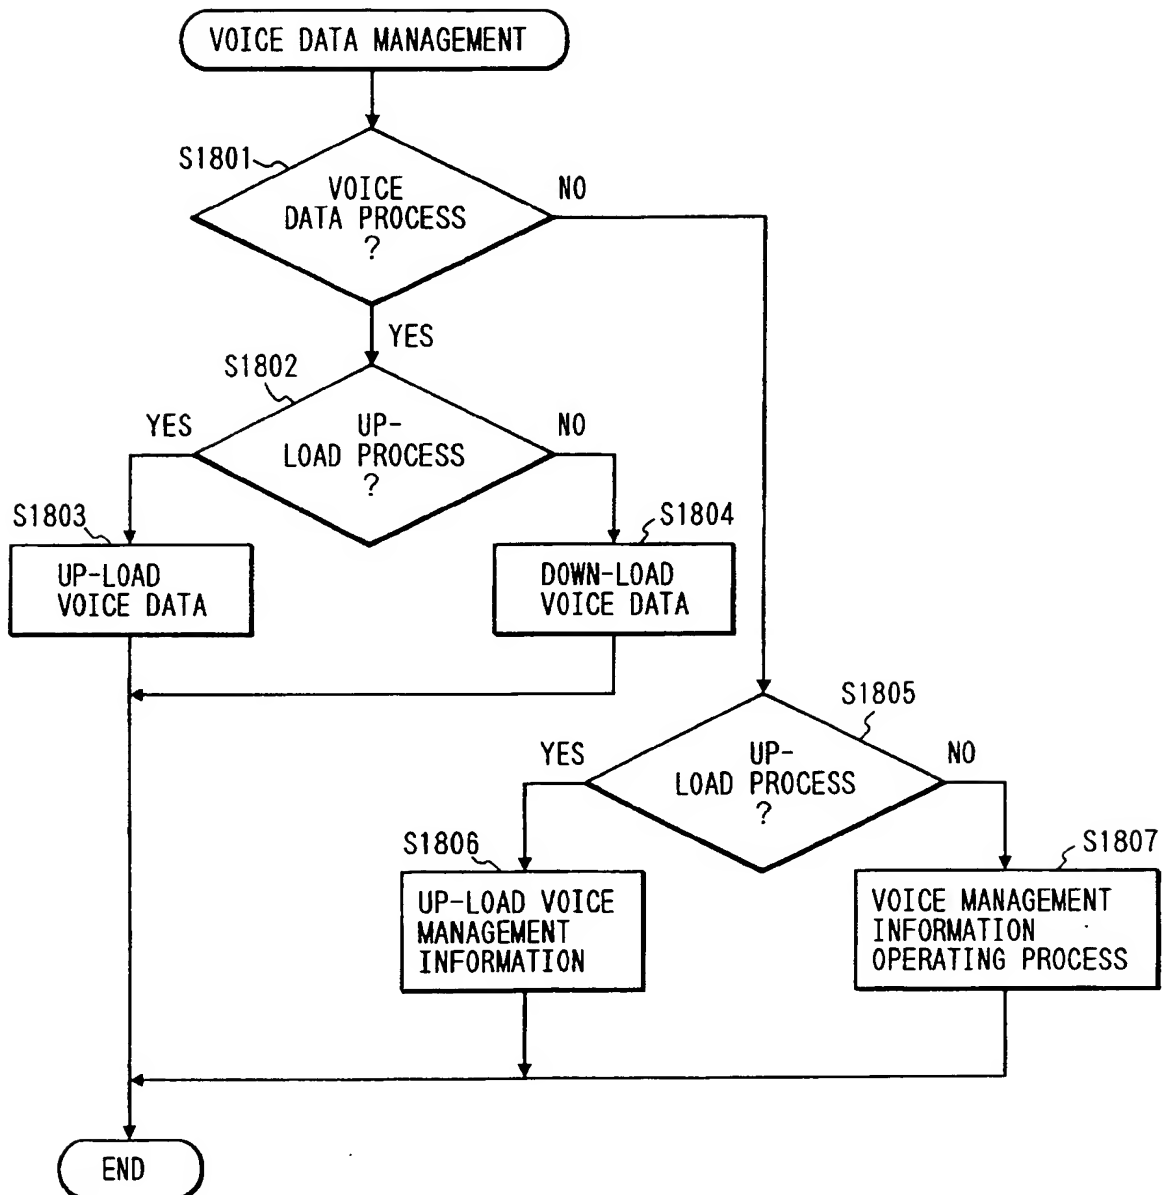 VOICE DATA MANAGEMENT
S1801
VOICE
DATA PROCESS
?
NO
YES
S1802
YES
UP-
LOAD PROCESS
?
NO
S1803
UP-LOAD
VOICE DATA
S1804
DOWN-LOAD
VOICE DATA
S1805
YES
UP-
LOAD PROCESS
?
NO
S1806
UP-LOAD VOICE
MANAGEMENT
INFORMATION
S1807
VOICE MANAGEMENT
INFORMATION
OPERATING PROCESS
END